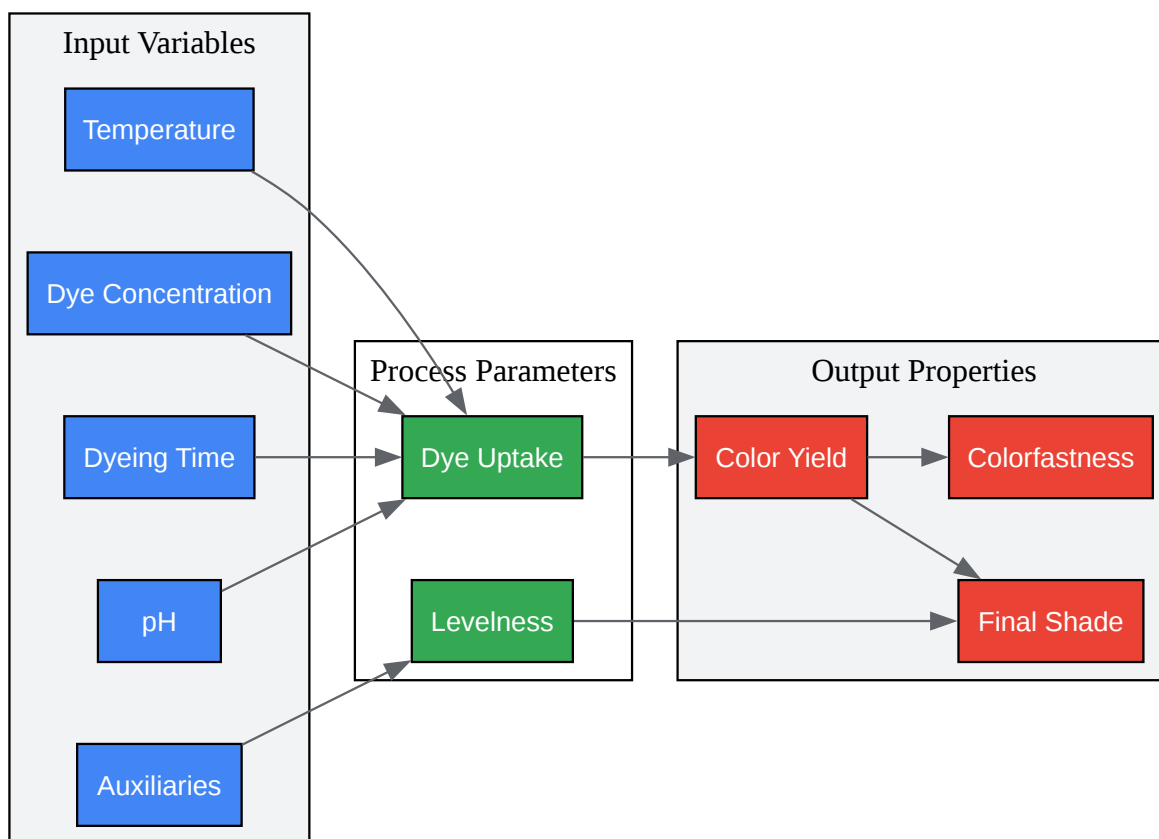 Input Variables
Temperature
Dye Concentration
Dyeing Time
pH
Auxiliaries
Process Parameters
Dye Uptake
Levelness
Output Properties
Color Yield
Colorfastness
Final Shade